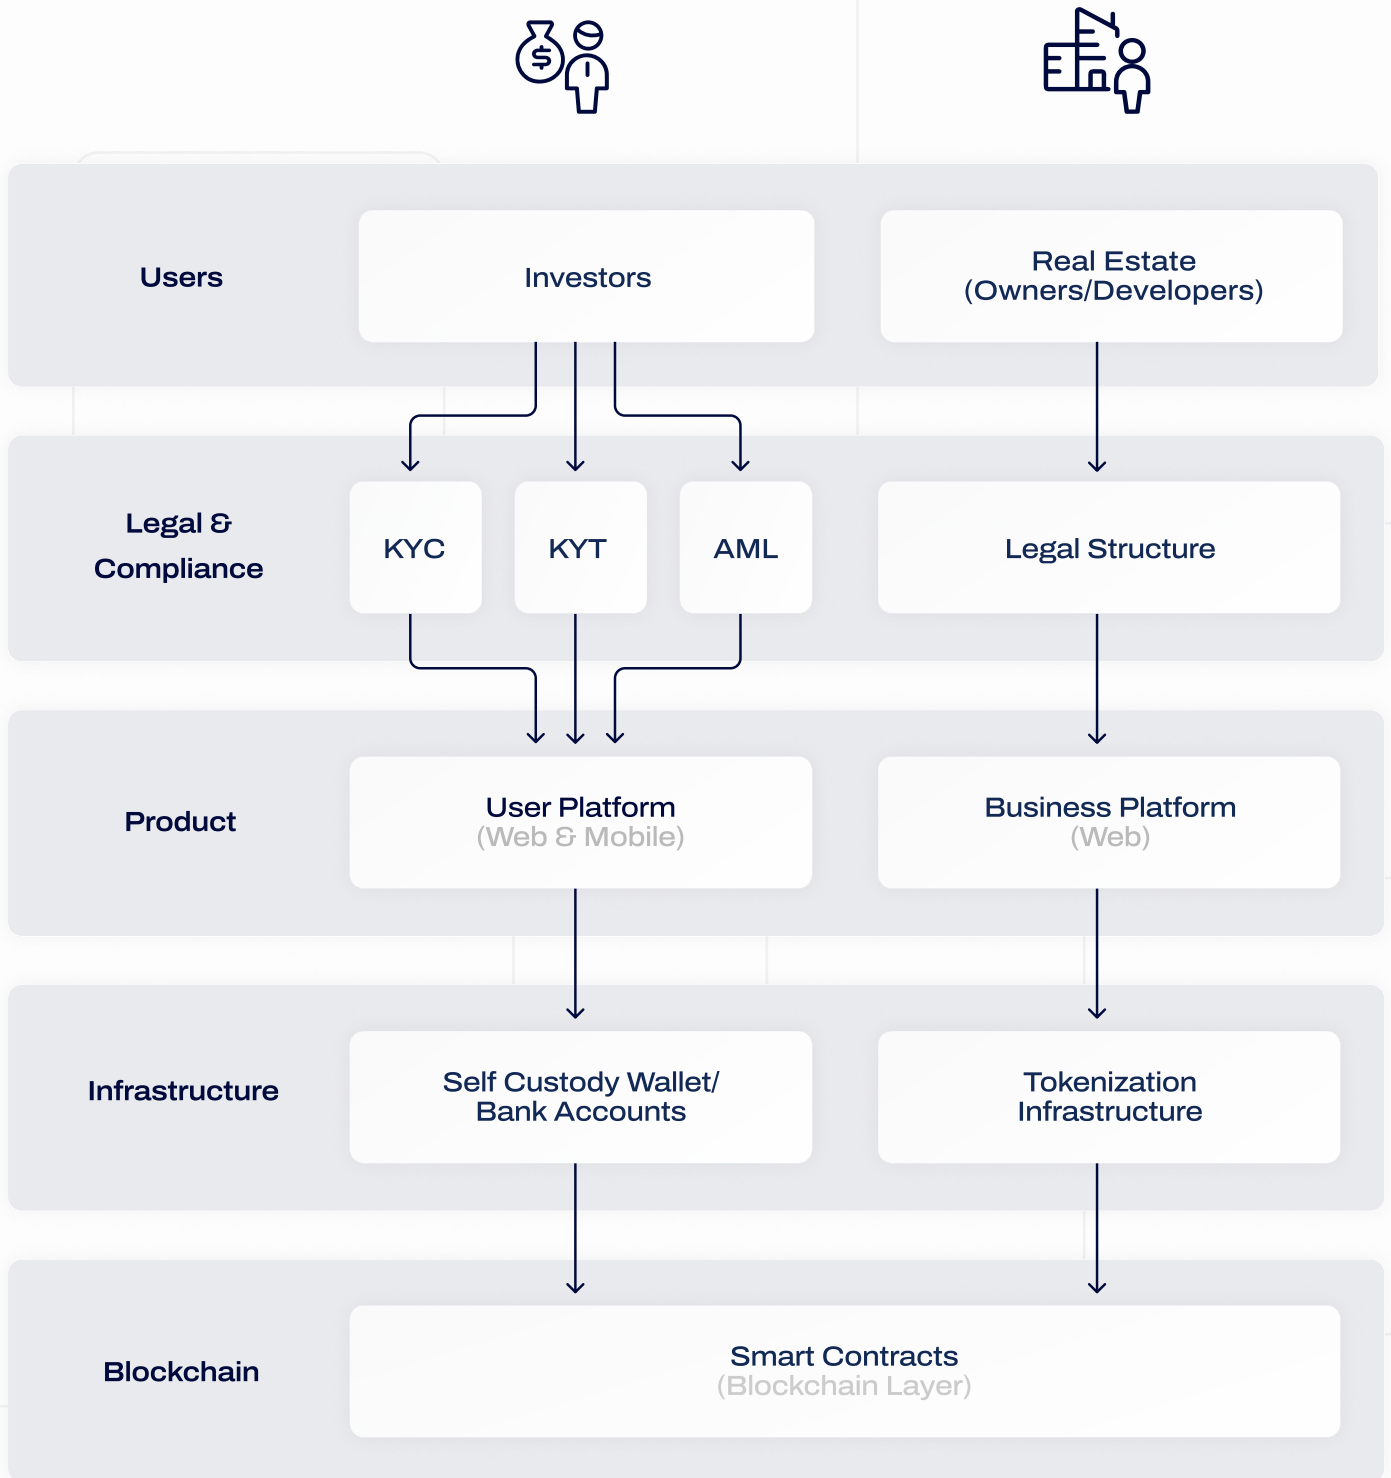 $
Users
Investors
Real Estate
(Owners/Developers)
Legal &
Compliance
KYC
KYT
AML
Legal Structure
Product
User Platform
(Web & Mobile)
Business Platform
(Web)
Infrastructure
Self Custody Wallet/
Bank Accounts
Tokenization
Infrastructure
Blockchain
Smart Contracts
(Blockchain Layer)